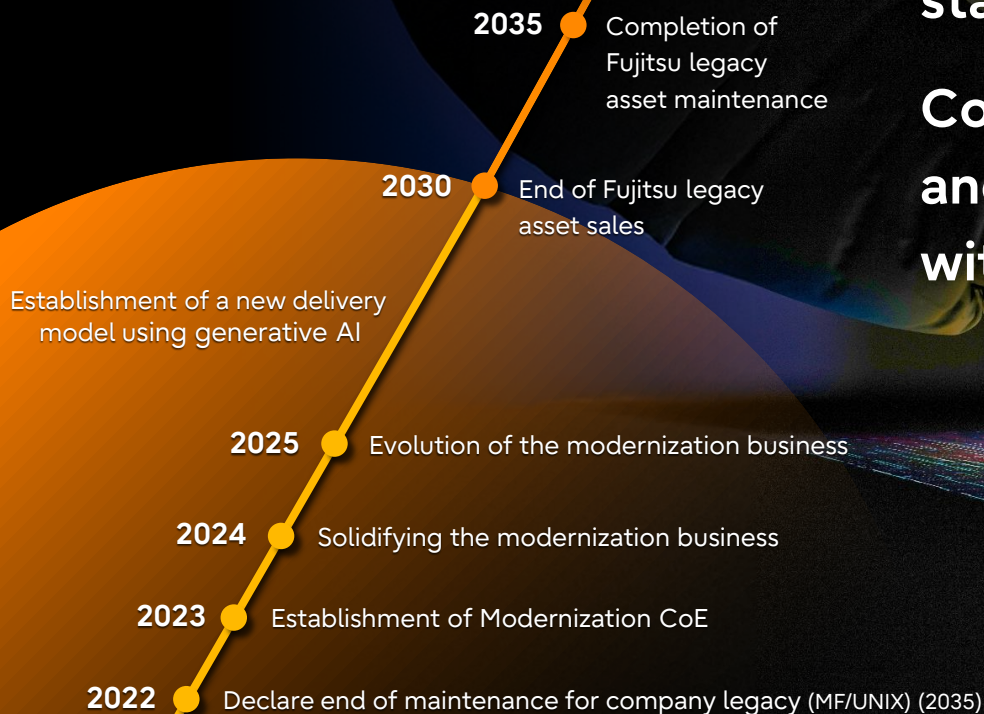 2035
Completion of
Fujitsu legacy
asset maintenance
2030
End of Fujitsu legacy
asset sales
Establishment of a new delivery
model using generative AI
2025
Evolution of the modernization business
2024
Solidifying the modernization business
2023
Establishment of Modernization CoE
2022
Declare end of maintenance for company legacy (MF/UNIX) (2035)